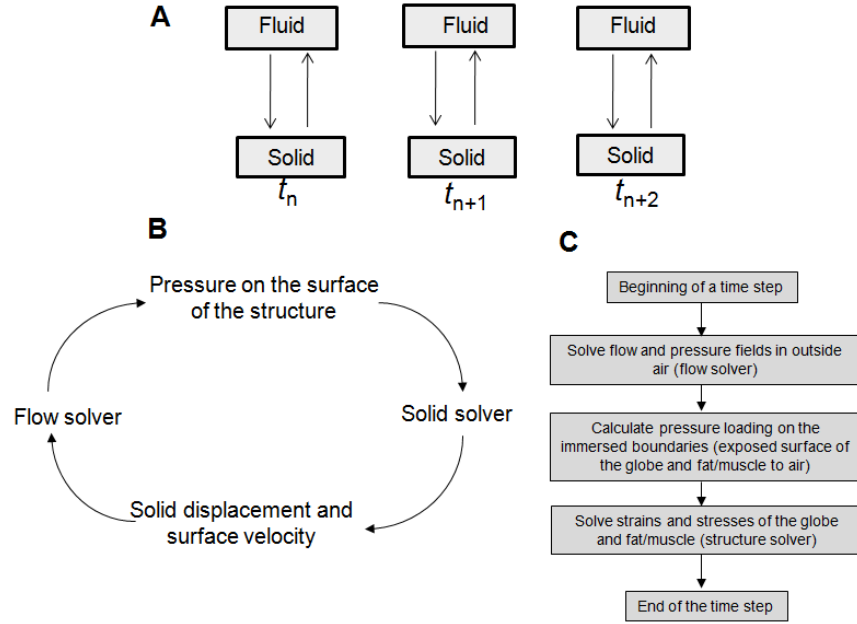 A
Fluid
Fluid
Fluid
Solid
Solid
Solid
tn
tn+1
tn+2
B
Pressure on the surface
of the structure
Flow solver
Solid solver
Solid displacement and
surface velocity
C
Beginning of a time step
Solve flow and pressure fields in outside
air (flow solver)
Calculate pressure loading on the
immersed boundaries (exposed surface of
the globe and fat/muscle to air)
Solve strains and stresses of the globe
and fat/muscle (structure solver)
End of the time step